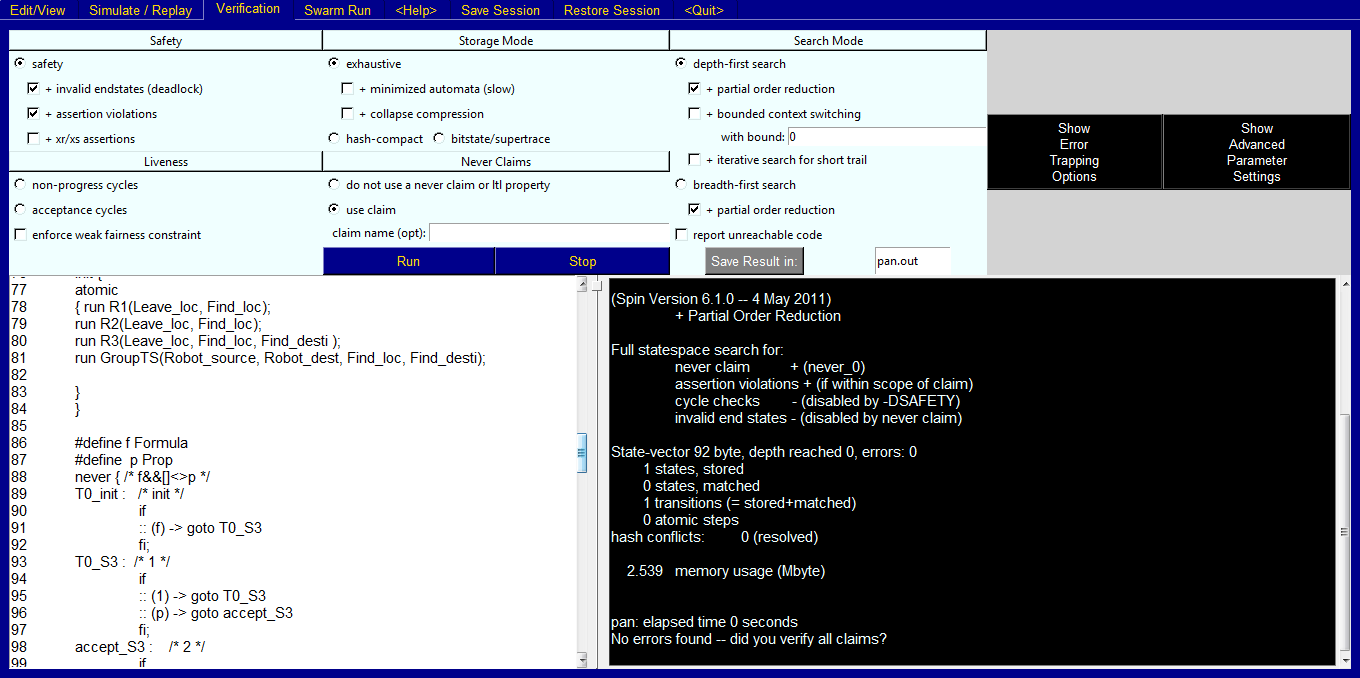 Edit/View Simulate / Replay Verification Swarm Run <Help> Save Session Restore Session <Quit>
Safety Storage Mode Search Mode
safety exhaustive depth-first search
+ invalid endstates (deadlock) + minimized automata (slow) + partial order reduction
+ assertion violations + collapse compression + bounded context switching
+ xr/xs assertions hash-compact bitstate/supertrace with bound: 0
Liveness Never Claims + iterative search for short trail
non-progress cycles do not use a never claim or ltl property breadth-first search
acceptance cycles use claim + partial order reduction
enforce weak fairness constraint claim name (opt): report unreachable code
Run Stop Save Result in: pan.out
Show
Error
Trapping
Options
Show
Advanced
Parameter
Settings
77 atomic
78 { run R1(Leave_loc, Find_loc);
79 run R2(Leave_loc, Find_loc);
80 run R3(Leave_loc, Find_loc, Find_desti );
81 run GroupTS(Robot_source, Robot_dest, Find_loc, Find_desti);
82
83 }
84 }
85
86 #define f Formula
87 #define  p Prop
88 never { /* f&&[]<>p */
89 T0_init :   /* init */
90 if
91 :: (f) -> goto T0_S3
92 fi;
93 T0_S3 :  /* 1 */
94 if
95 :: (1) -> goto T0_S3
96 :: (p) -> goto accept_S3
97 fi;
98 accept_S3 :    /* 2 */
99 if
(Spin Version 6.1.0 -- 4 May 2011)
+ Partial Order Reduction
Full statespace search for:
never claim + (never_0)
assertion violations + (if within scope of claim)
cycle checks - (disabled by -DSAFETY)
invalid end states - (disabled by never claim)
State-vector 92 byte, depth reached 0, errors: 0
1 states, stored
0 states, matched
1 transitions (= stored+matched)
0 atomic steps
hash conflicts: 0 (resolved)
2.539 memory usage (Mbyte)
pan: elapsed time 0 seconds
No errors found -- did you verify all claims?